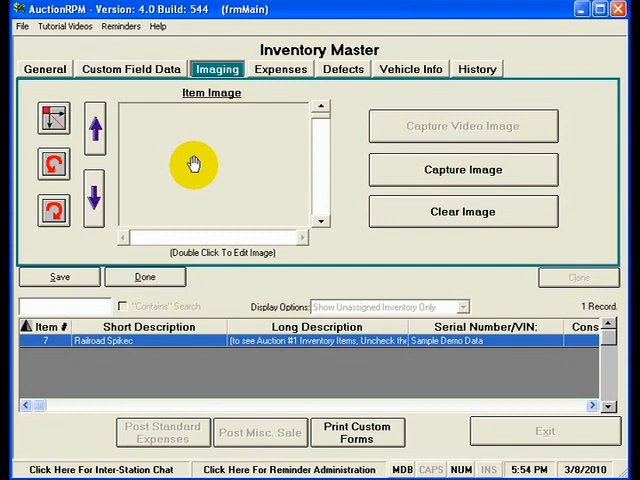 AuctionRPM - Version: 4.0 Build: 544   (frmMain)
File   Tutorial Videos   Reminders   Help
Inventory Master
General   Custom Field Data   Imaging   Expenses   Defects   Vehicle Info   History
Item Image
Capture Video Image
Capture Image
Clear Image
(Double Click To Edit Image)
Save   Done   Clone
"Contains" Search   Display Options:   Show Unassigned Inventory Only   1 Record.
Item #   Short Description   Long Description   Serial Number/VIN:   Cons
7   Railroad Spikec   (to see Auction #1 Inventory Items, Uncheck the   Sample Demo Data
Post Standard
Expenses
Post Misc. Sale
Print Custom
Forms
Exit
Click Here For Inter-Station Chat   Click Here For Reminder Administration   MDB   CAPS   NUM   INS   5:54 PM   3/8/2010